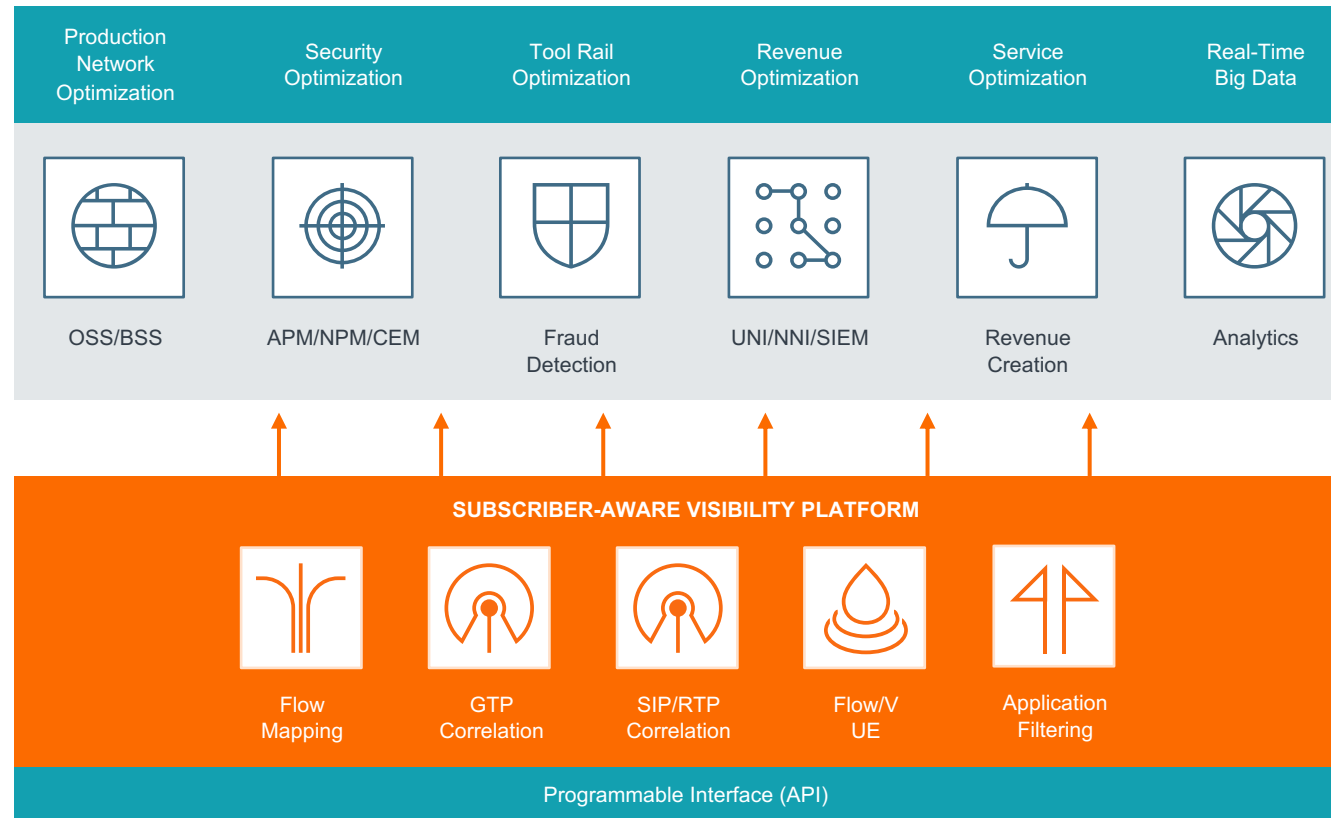 Production
Network
Optimization
Security
Optimization
Tool Rail
Optimization
Revenue
Optimization
Service
Optimization
Real-Time
Big Data
OSS/BSS
APM/NPM/CEM
Fraud
Detection
UNI/NNI/SIEM
Revenue
Creation
Analytics
SUBSCRIBER-AWARE VISIBILITY PLATFORM
Flow
Mapping
GTP
Correlation
SIP/RTP
Correlation
Flow/V
UE
Application
Filtering
Programmable Interface (API)